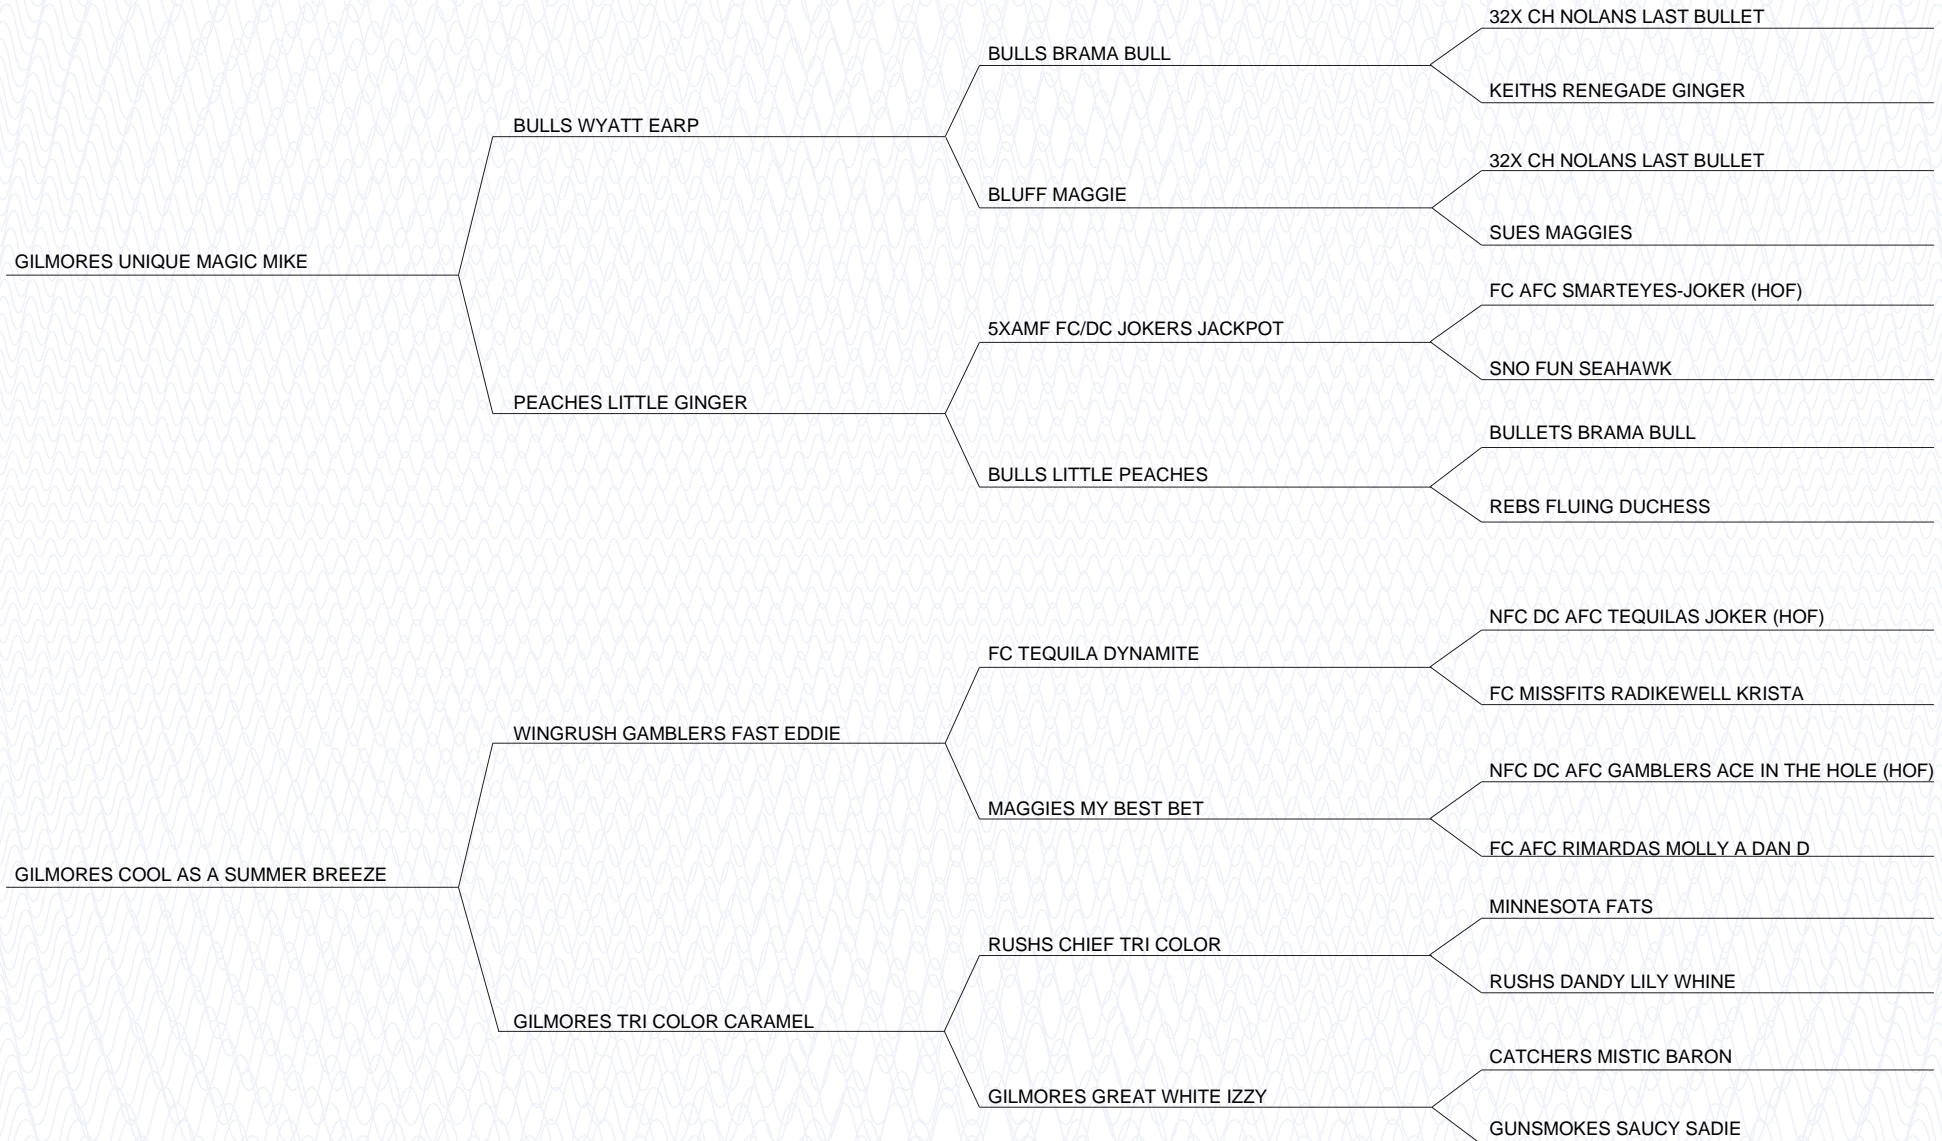 32X CH NOLANS LAST BULLET
BULLS BRAMA BULL
KEITHS RENEGADE GINGER
BULLS WYATT EARP
32X CH NOLANS LAST BULLET
BLUFF MAGGIE
SUES MAGGIES
GILMORES UNIQUE MAGIC MIKE
FC AFC SMARTEYES-JOKER (HOF)
5XAMF FC/DC JOKERS JACKPOT
SNO FUN SEAHAWK
PEACHES LITTLE GINGER
BULLETS BRAMA BULL
BULLS LITTLE PEACHES
REBS FLUING DUCHESS
NFC DC AFC TEQUILAS JOKER (HOF)
FC TEQUILA DYNAMITE
FC MISSFITS RADIKEWELL KRISTA
WINGRUSH GAMBLERS FAST EDDIE
NFC DC AFC GAMBLERS ACE IN THE HOLE (HOF)
MAGGIES MY BEST BET
FC AFC RIMARDAS MOLLY A DAN D
GILMORES COOL AS A SUMMER BREEZE
MINNESOTA FATS
RUSHS CHIEF TRI COLOR
RUSHS DANDY LILY WHINE
GILMORES TRI COLOR CARAMEL
CATCHERS MISTIC BARON
GILMORES GREAT WHITE IZZY
GUNSMOKES SAUCY SADIE